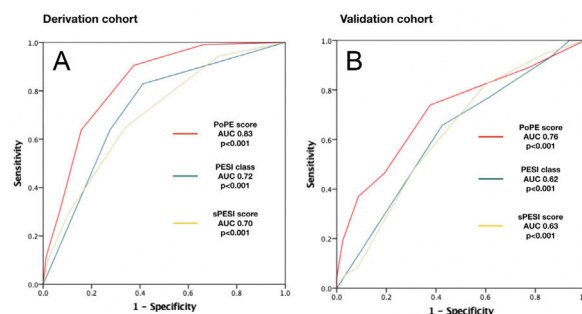 Derivation cohort
A
1.0
0.8
0.6
0.4
0.2
0.0
Sensitivity
PoPE score
AUC 0.83
p<0.001
PESI class
AUC 0.72
p<0.001
sPESI score
AUC 0.70
p<0.001
0.0 0.2 0.4 0.6 0.8 1.0
1 – Specificity
Validation cohort
B
1.0
0.8
0.6
0.4
0.2
0.0
Sensitivity
PoPE score
AUC 0.76
p<0.001
PESI class
AUC 0.62
p<0.001
sPESI score
AUC 0.63
p<0.001
0.0 0.2 0.4 0.6 0.8 1.0
1 – Specificity